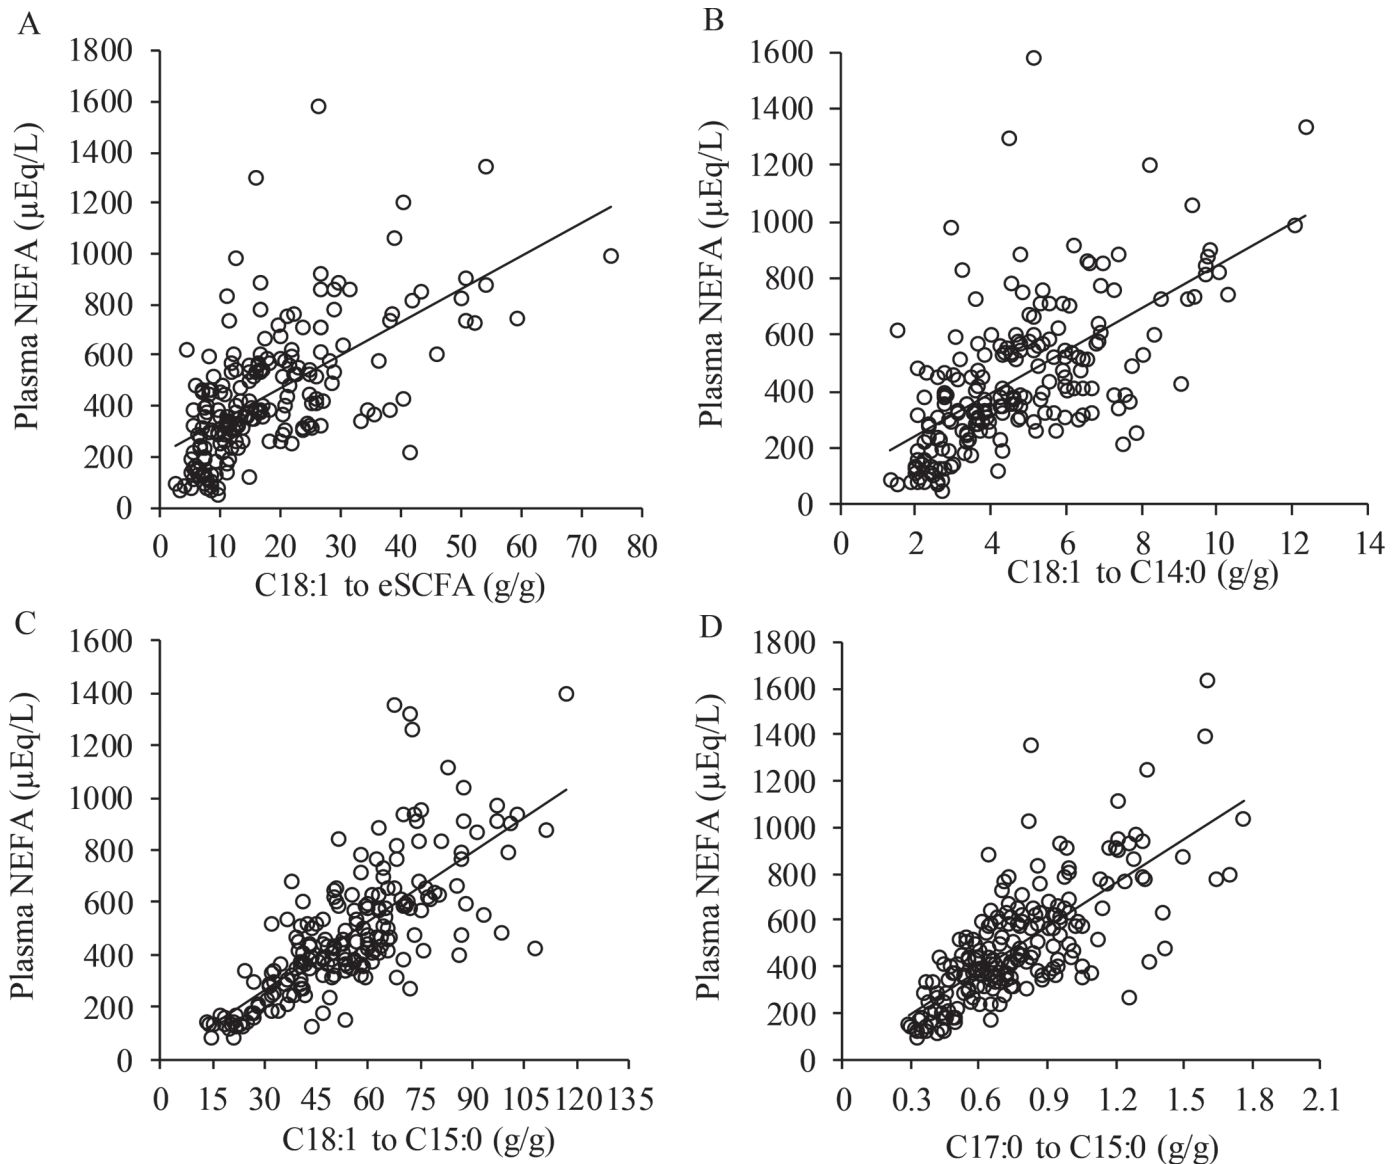 A
Plasma NEFA (µEq/L)
1800
1600
1400
1200
1000
800
600
400
200
0
0 10 20 30 40 50 60 70 80
C18:1 to eSCFA (g/g)
B
Plasma NEFA (µEq/L)
1600
1400
1200
1000
800
600
400
200
0
0 2 4 6 8 10 12 14
C18:1 to C14:0 (g/g)
C
Plasma NEFA (µEq/L)
1600
1400
1200
1000
800
600
400
200
0
0 15 30 45 60 75 90 105 120 135
C18:1 to C15:0 (g/g)
D
Plasma NEFA (µEq/L)
1800
1600
1400
1200
1000
800
600
400
200
0
0 0.3 0.6 0.9 1.2 1.5 1.8 2.1
C17:0 to C15:0 (g/g)